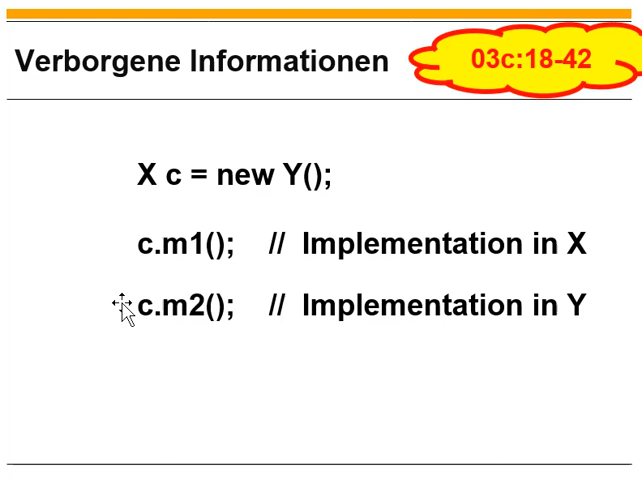 Verborgene Informationen
03c:18-42
X c = new Y();
c.m1(); // Implementation in X
c.m2(); // Implementation in Y